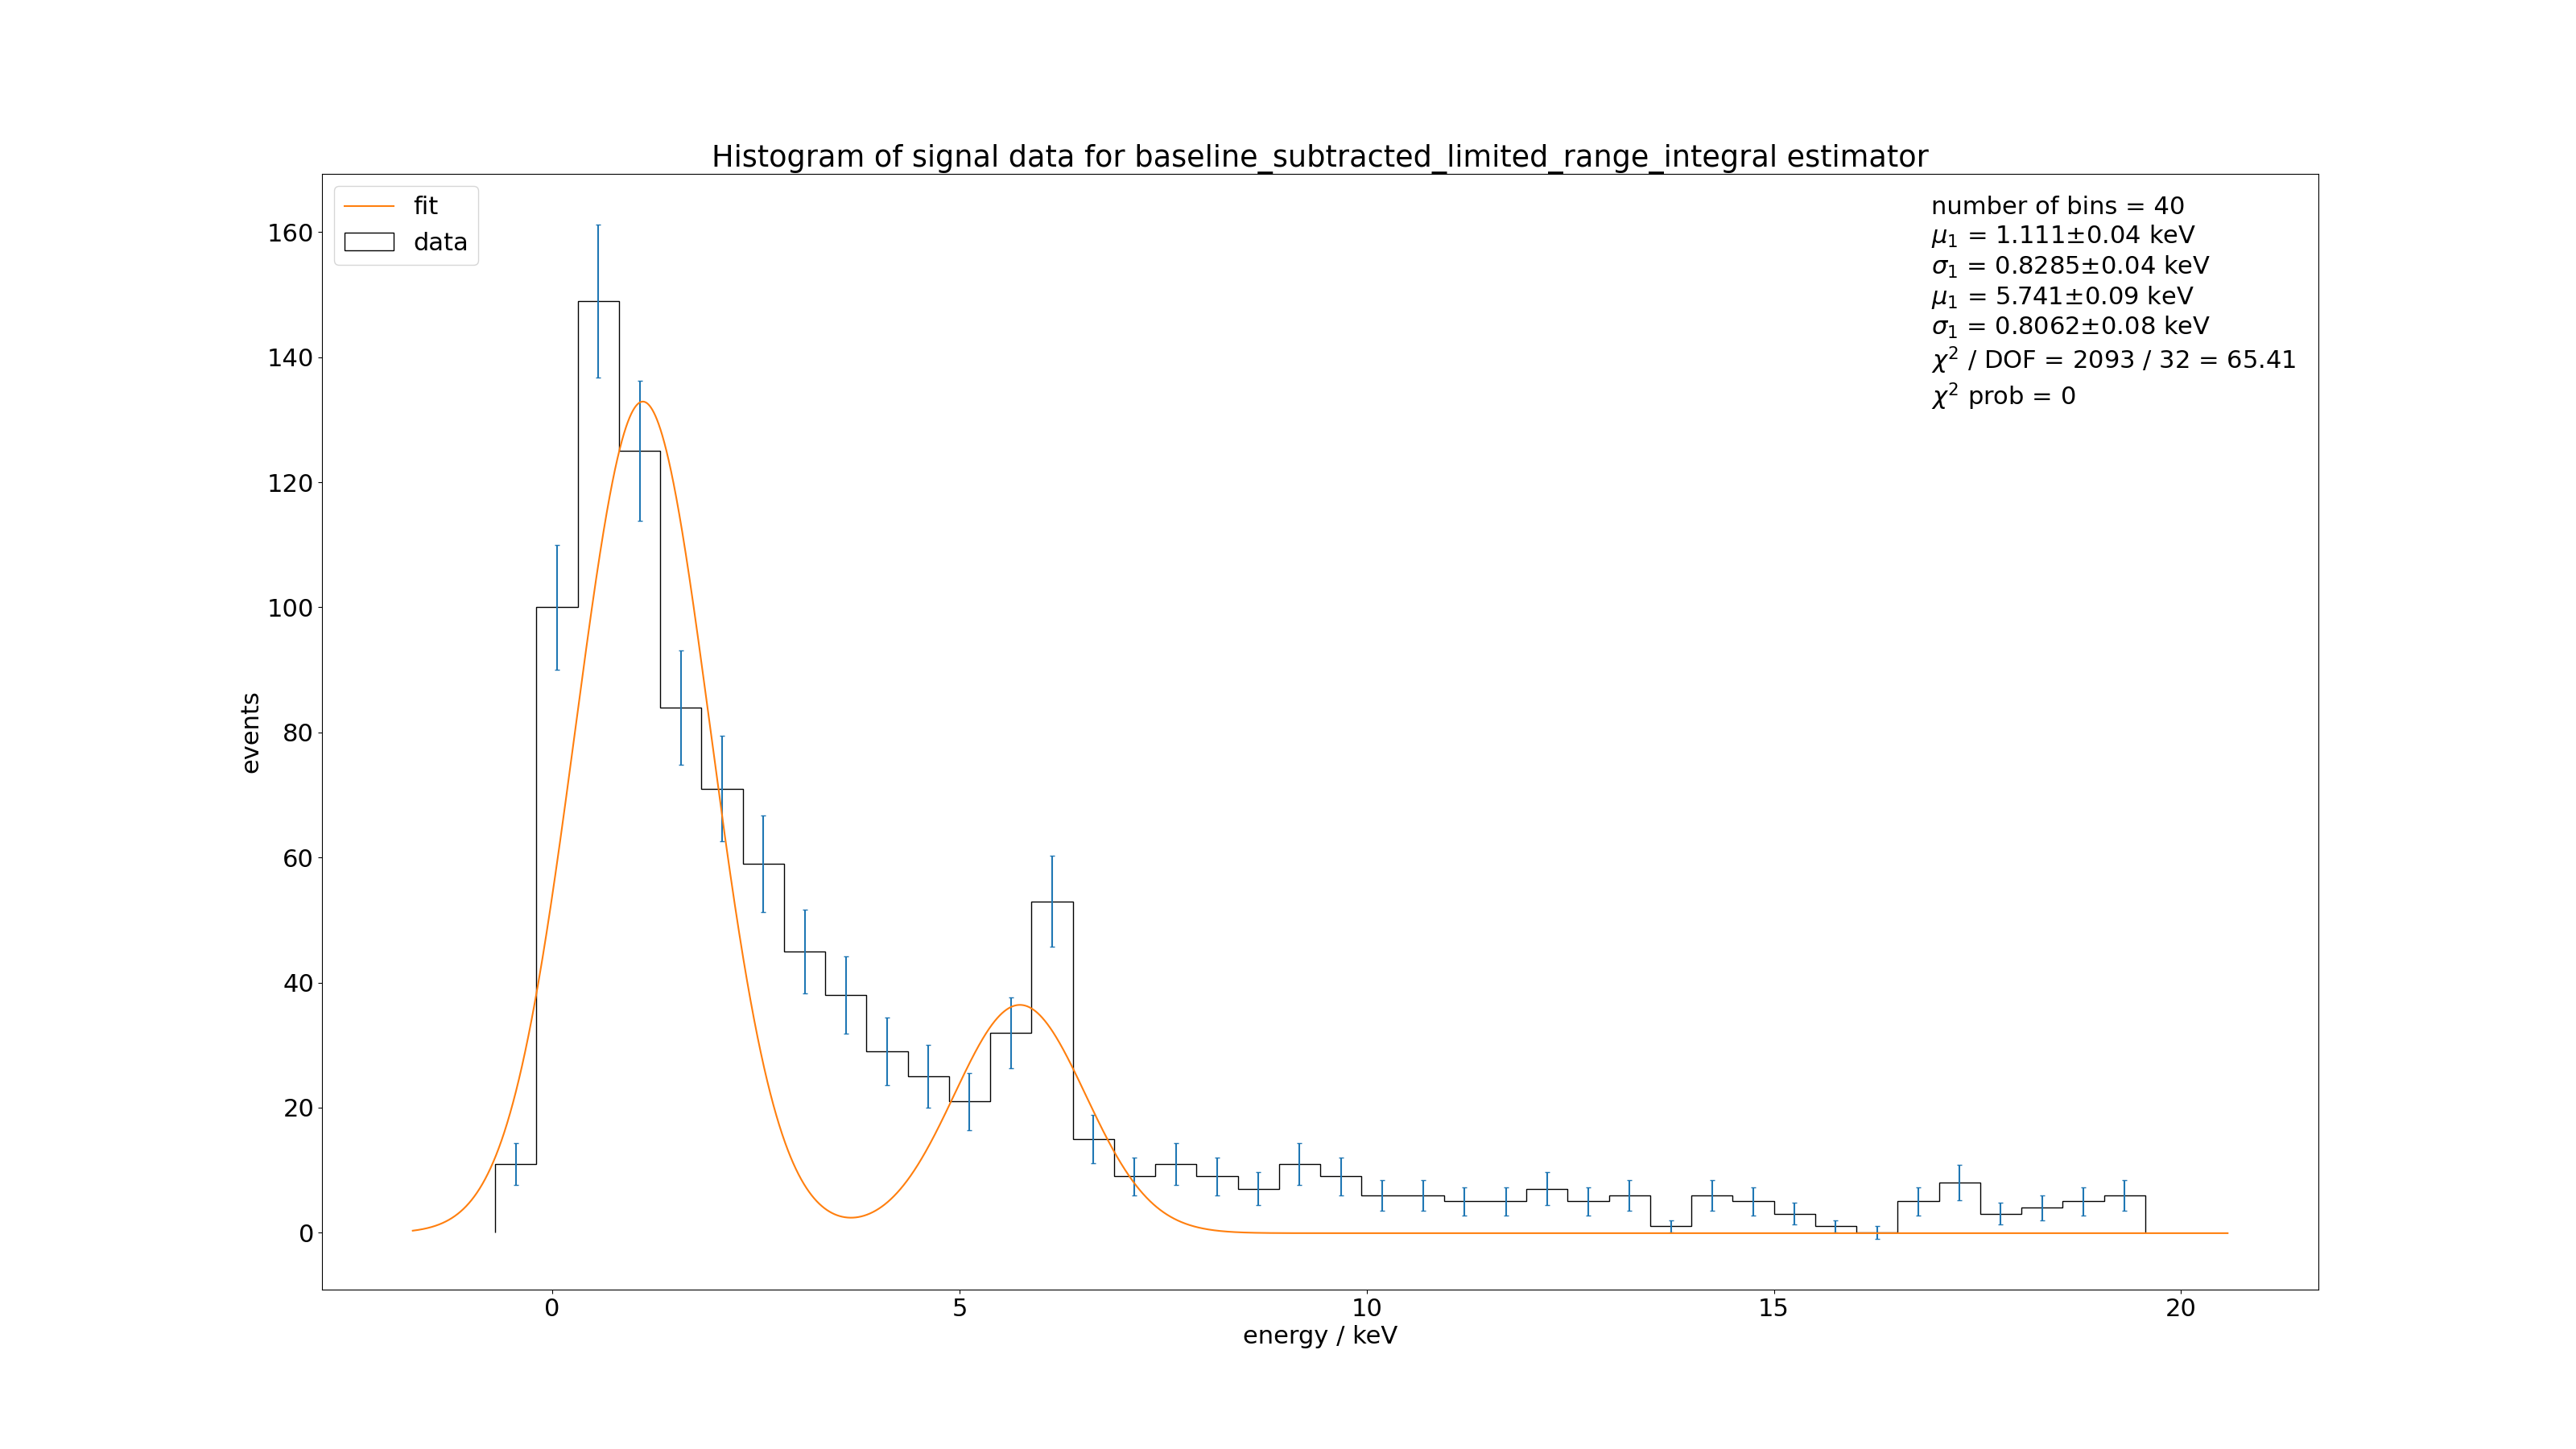 Histogram of signal data for baseline_subtracted_limited_range_integral estimator
fit
data
number of bins = 40
μ₁ = 1.111±0.04 keV
σ₁ = 0.8285±0.04 keV
μ₁ = 5.741±0.09 keV
σ₁ = 0.8062±0.08 keV
χ² / DOF = 2093 / 32 = 65.41
χ² prob = 0
160
140
120
100
80
60
40
20
0
events
0 5 10 15 20
energy / keV